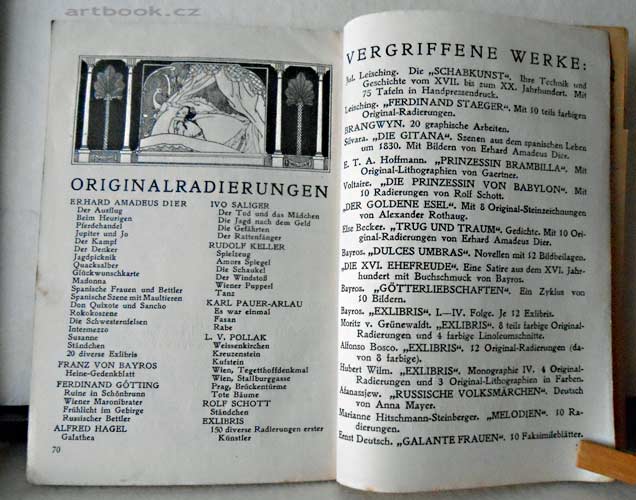 artbook.cz
ORIGINALRADIERUNGEN
ERHARD AMADEUS DIER
Der Ausflug
Beim Heurigen
Pferdehandel
Jupiter und Jo
Der Kampf
Der Denker
Jagdpicknik
Quacksalber
Glückwunschkarte
Madonna
Spanische Frauen und Bettler
Spanische Szene mit Maultieren
Don Quixote und Sancho
Rokokoszene
Die Schwesternfelsen
Intermezzo
Susanne
Ständchen
20 diverse Exlibris
FRANZ VON BAYROS
Heine-Gedenkblatt
FERDINAND GÖTTING
Ruine in Schönbrunn
Wiener Maronibrater
Frühlicht im Gebirge
Russischer Bettler
ALFRED HAGEL
Galathea
70
IVO SALIGER
Der Tod und das Mädchen
Die Jagd nach dem Geld
Die Gefährten
Der Rattenfänger
RUDOLF KELLER
Spielzeug
Amors Spiegel
Die Schaukel
Der Windstoß
Wiener Pupperl
Tanz
KARL PAUER-ARLAU
Es war einmal
Fasan
Rabe
L. V. POLLAK
Weissenkirchen
Kreuzenstein
Kufstein
Wien, Tegetthoffdenkmal
Wien, Stallburggasse
Prag, Brückentürme
Tote Bäume
ROLF SCHOTT
Ständchen
EXLIBRIS
150 diverse Radierungen erster
Künstler
VERGRIFFENE WERKE:
Jul. Leisching. Die „SCHABKUNST“. Ihre Technik und
Geschichte vom XVII. bis zum XX. Jahrhundert. Mit
75 Tafeln in Handpressendruck.
Leisching. „FERDINAND STAEGER“. Mit 10 teils farbigen
Original-Radierungen.
BRANGWYN. 20 graphische Arbeiten.
Silvara. „DIE GITANA“. Szenen aus dem spanischen Leben
um 1830. Mit Bildern von Erhard Amadeus Dier.
E. T. A. Hoffmann. „PRINZESSIN BRAMBILLA“. Mit
Original-Lithographien von Gaertner.
Voltaire. „DIE PRINZESSIN VON BABYLON“. Mit
10 Radierungen von Rolf Schott.
„DER GOLDENE ESEL“. Mit 8 Original-Steinzeichnungen
von Alexander Rothaug.
Else Becker. „TRUG UND TRAUM“. Gedichte. Mit 10 Ori-
ginal-Radierungen von Erhard Amadeus Dier.
Bayros. „DULCES UMBRAS“. Novellen mit 12 Bildbeilagen.
„DIE XVI. EHEFREUDE“. Eine Satire aus dem XVI. Jahr-
hundert mit Buchschmuck von Bayros.
Bayros. „GÖTTERLIEBSCHAFTEN“. Ein Zyklus von
10 Bildern.
Bayros. „EXLIBRIS“. I.—IV. Folge. Je 12 Exlibris.
Moritz v. Grünewaldt. „EXLIBRIS“. 8 teils farbige Original-
Radierungen und 4 farbige Linoleumschnitte.
Alfonso Bosco. „EXLIBRIS“. 12 Original-Radierungen (da-
von 8 farbige).
Hubert Wilm. „EXLIBRIS“. Monographie IV. 4 Original-
Radierungen und 3 Original-Lithographien in Farben.
Afanassjew. „RUSSISCHE VOLKSMÄRCHEN“. Deutsch
von Anna Mayer.
Marianne Hitschmann-Steinberger. „MELODIEN“. 10 Ra-
dierungen.
Ernst Deutsch. „GALANTE FRAUEN“. 10 Faksimileblätter.